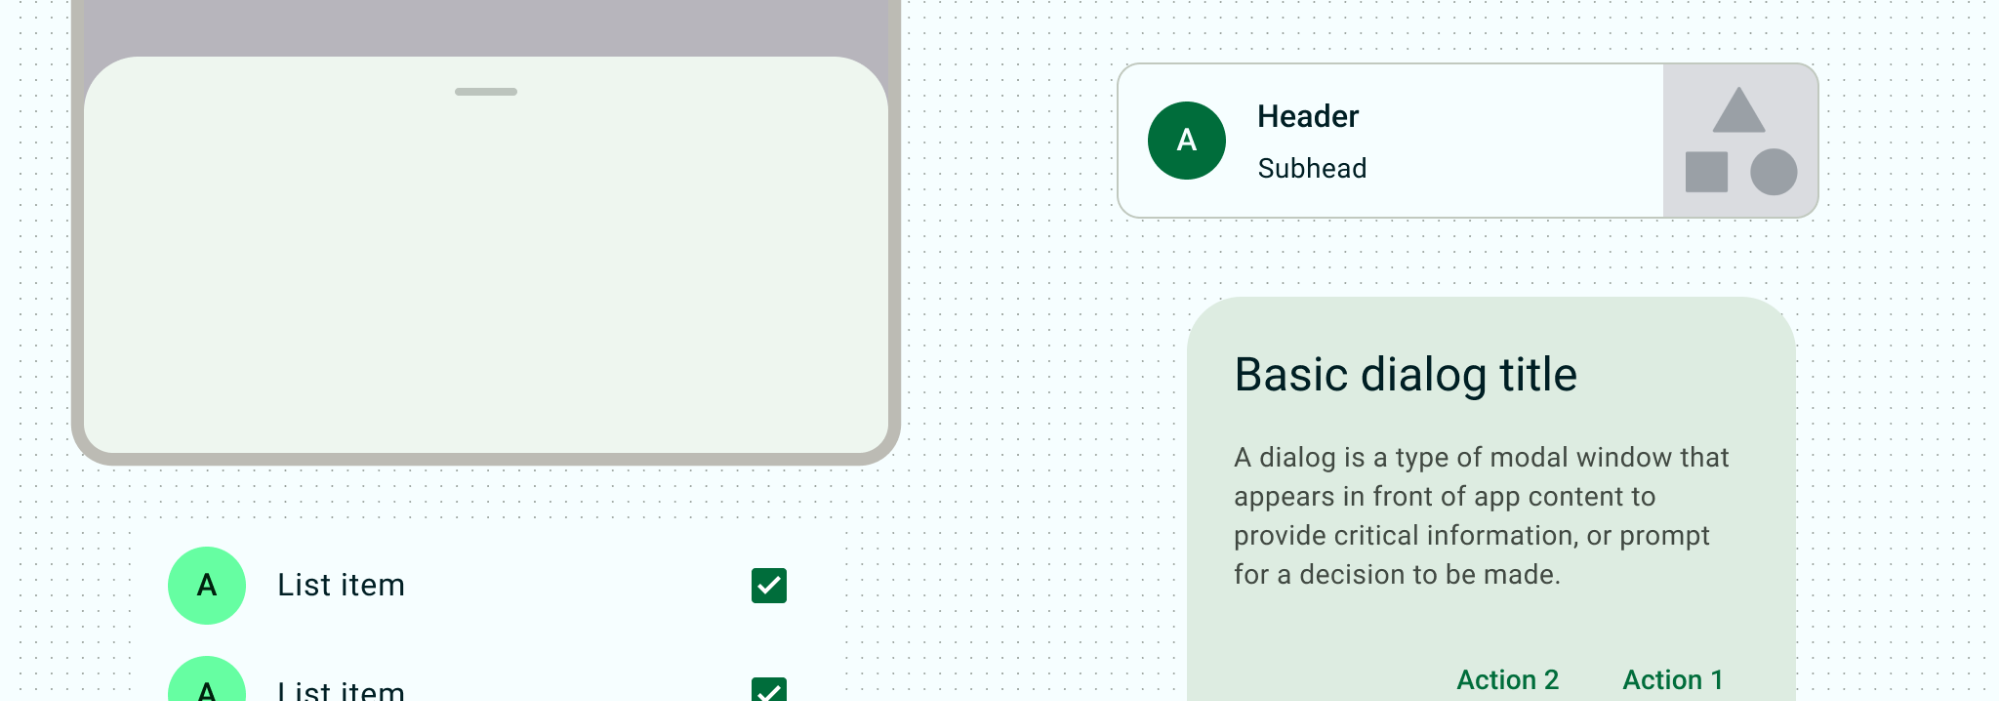 A
Header
Subhead
Basic dialog title
A dialog is a type of modal window that
appears in front of app content to
provide critical information, or prompt
for a decision to be made.
Action 2
Action 1
A
List item
A
List item